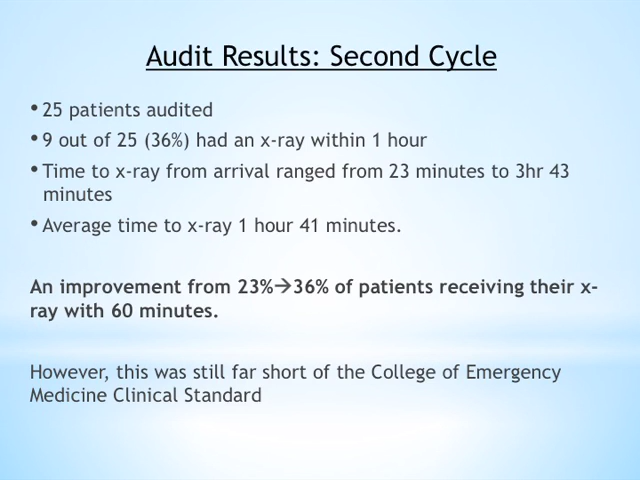 Audit Results: Second Cycle
• 25 patients audited
• 9 out of 25 (36%) had an x-ray within 1 hour
• Time to x-ray from arrival ranged from 23 minutes to 3hr 43
minutes
• Average time to x-ray 1 hour 41 minutes.
An improvement from 23%→36% of patients receiving their x-
ray with 60 minutes.
However, this was still far short of the College of Emergency
Medicine Clinical Standard